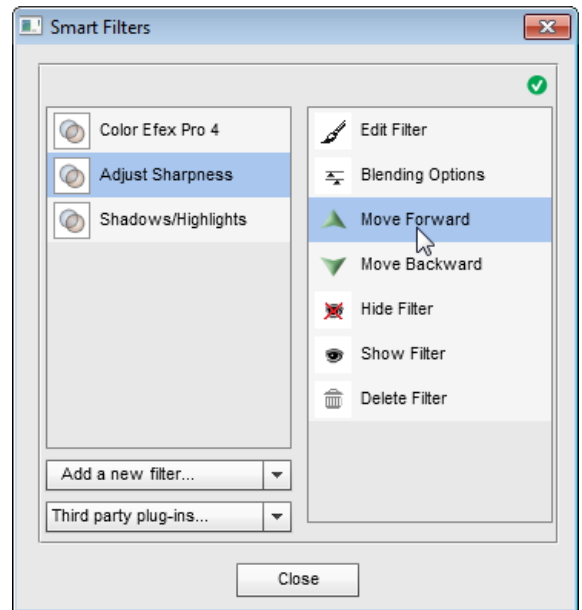 Smart Filters
Color Efex Pro 4
Adjust Sharpness
Shadows/Highlights
Add a new filter...
Third party plug-ins...
Edit Filter
Blending Options
Move Forward
Move Backward
Hide Filter
Show Filter
Delete Filter
Close